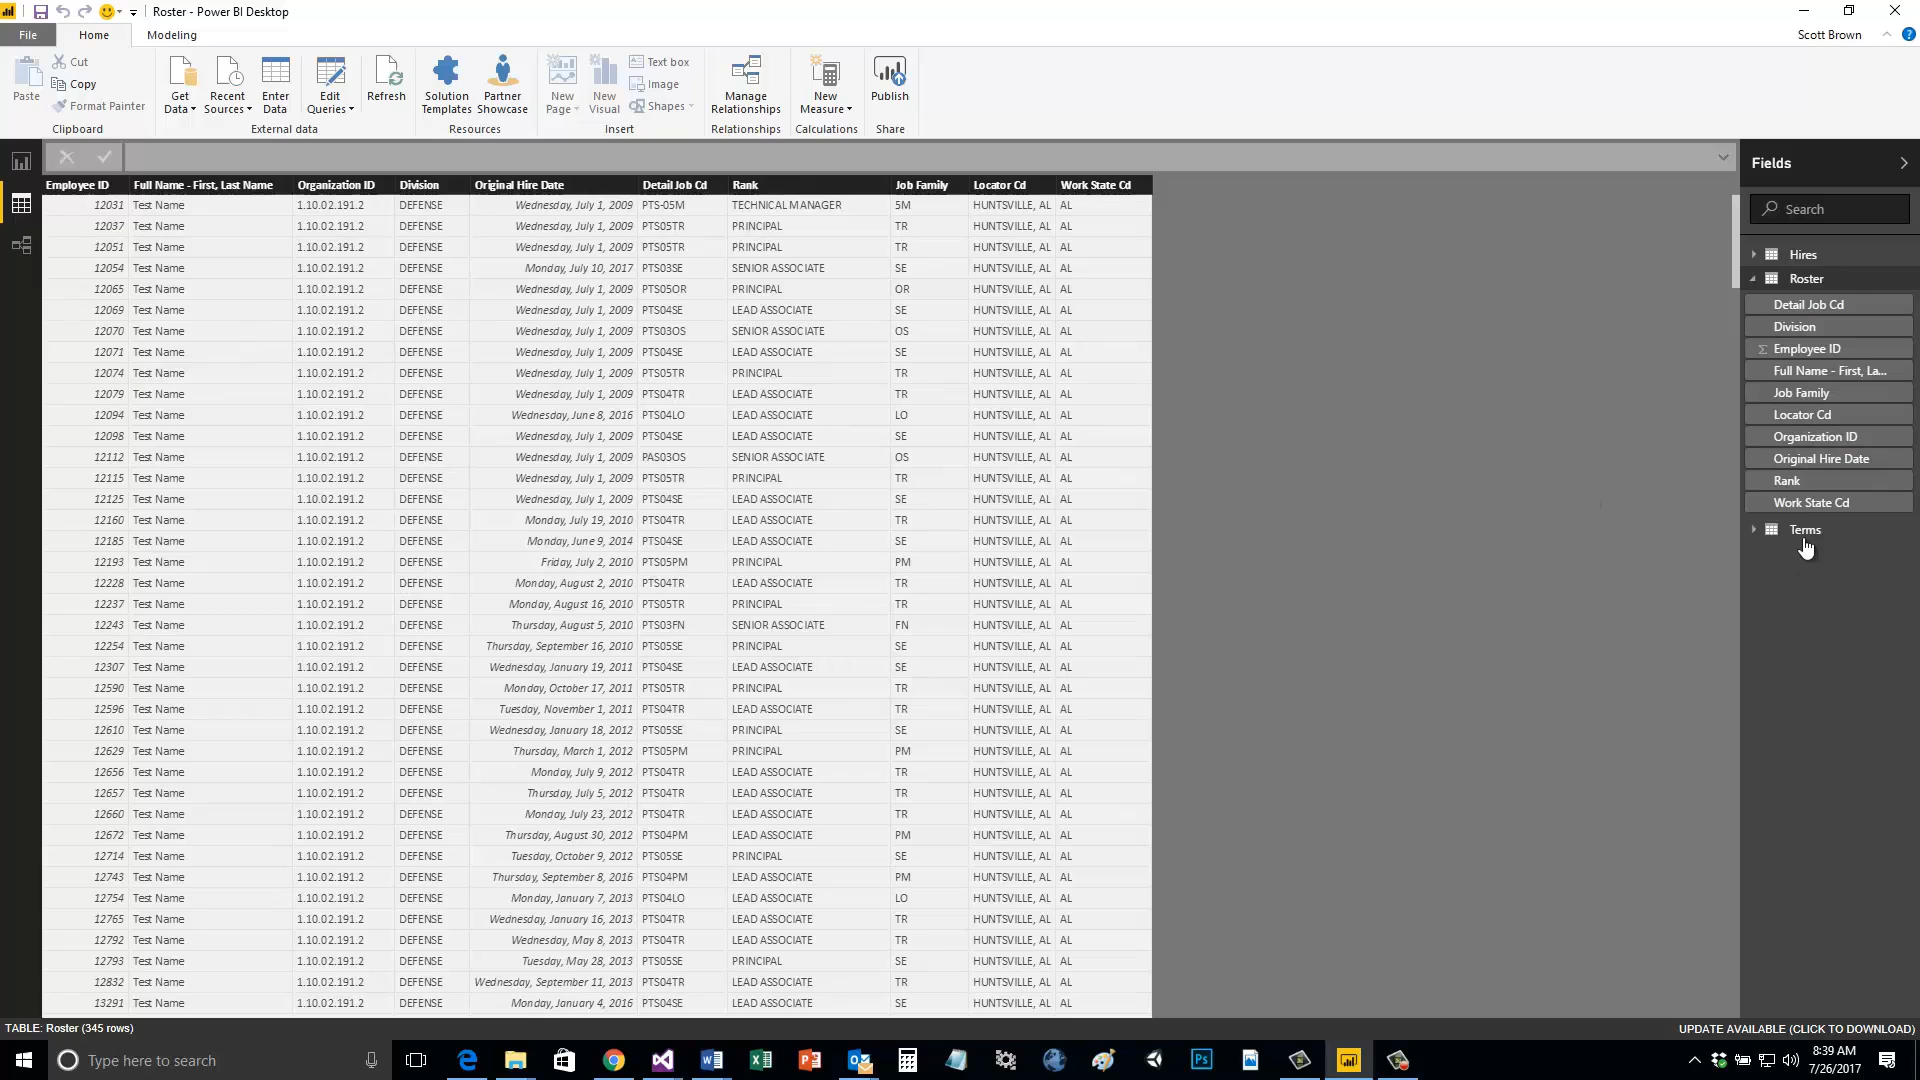 Roster - Power BI Desktop
File Home Modeling Scott Brown
Paste Cut Copy Format Painter
Get Data Recent Sources Enter Data Edit Queries Refresh Solution Templates Partner Showcase New Page New Visual Text box Image Shapes Manage Relationships New Measure Publish
Clipboard External data Resources Insert Relationships Calculations Share
Employee ID Full Name - First, Last Name Organization ID Division Original Hire Date Detail Job Cd Rank Job Family Locator Cd Work State Cd
12031 Test Name 1.10.02.191.2 DEFENSE Wednesday, July 1, 2009 PTS-05M TECHNICAL MANAGER 5M HUNTSVILLE, AL AL
12037 Test Name 1.10.02.191.2 DEFENSE Wednesday, July 1, 2009 PTS05TR PRINCIPAL TR HUNTSVILLE, AL AL
12051 Test Name 1.10.02.191.2 DEFENSE Wednesday, July 1, 2009 PTS05TR PRINCIPAL TR HUNTSVILLE, AL AL
12054 Test Name 1.10.02.191.2 DEFENSE Monday, July 10, 2017 PTS03SE SENIOR ASSOCIATE SE HUNTSVILLE, AL AL
12065 Test Name 1.10.02.191.2 DEFENSE Wednesday, July 1, 2009 PTS05OR PRINCIPAL OR HUNTSVILLE, AL AL
12069 Test Name 1.10.02.191.2 DEFENSE Wednesday, July 1, 2009 PTS04SE LEAD ASSOCIATE SE HUNTSVILLE, AL AL
12070 Test Name 1.10.02.191.2 DEFENSE Wednesday, July 1, 2009 PTS03OS SENIOR ASSOCIATE OS HUNTSVILLE, AL AL
12071 Test Name 1.10.02.191.2 DEFENSE Wednesday, July 1, 2009 PTS04SE LEAD ASSOCIATE SE HUNTSVILLE, AL AL
12074 Test Name 1.10.02.191.2 DEFENSE Wednesday, July 1, 2009 PTS05TR PRINCIPAL TR HUNTSVILLE, AL AL
12079 Test Name 1.10.02.191.2 DEFENSE Wednesday, July 1, 2009 PTS04TR LEAD ASSOCIATE TR HUNTSVILLE, AL AL
12094 Test Name 1.10.02.191.2 DEFENSE Wednesday, June 8, 2016 PTS04LO LEAD ASSOCIATE LO HUNTSVILLE, AL AL
12098 Test Name 1.10.02.191.2 DEFENSE Wednesday, July 1, 2009 PTS04SE LEAD ASSOCIATE SE HUNTSVILLE, AL AL
12112 Test Name 1.10.02.191.2 DEFENSE Wednesday, July 1, 2009 PAS03OS SENIOR ASSOCIATE OS HUNTSVILLE, AL AL
12115 Test Name 1.10.02.191.2 DEFENSE Wednesday, July 1, 2009 PTS05TR PRINCIPAL TR HUNTSVILLE, AL AL
12125 Test Name 1.10.02.191.2 DEFENSE Wednesday, July 1, 2009 PTS04SE LEAD ASSOCIATE SE HUNTSVILLE, AL AL
12160 Test Name 1.10.02.191.2 DEFENSE Monday, July 19, 2010 PTS04TR LEAD ASSOCIATE TR HUNTSVILLE, AL AL
12185 Test Name 1.10.02.191.2 DEFENSE Monday, June 9, 2014 PTS04SE LEAD ASSOCIATE SE HUNTSVILLE, AL AL
12193 Test Name 1.10.02.191.2 DEFENSE Friday, July 2, 2010 PTS05PM PRINCIPAL PM HUNTSVILLE, AL AL
12228 Test Name 1.10.02.191.2 DEFENSE Monday, August 2, 2010 PTS04TR LEAD ASSOCIATE TR HUNTSVILLE, AL AL
12237 Test Name 1.10.02.191.2 DEFENSE Monday, August 16, 2010 PTS05TR PRINCIPAL TR HUNTSVILLE, AL AL
12243 Test Name 1.10.02.191.2 DEFENSE Thursday, August 5, 2010 PTS03FN SENIOR ASSOCIATE FN HUNTSVILLE, AL AL
12254 Test Name 1.10.02.191.2 DEFENSE Thursday, September 16, 2010 PTS05SE PRINCIPAL SE HUNTSVILLE, AL AL
12307 Test Name 1.10.02.191.2 DEFENSE Wednesday, January 19, 2011 PTS04SE LEAD ASSOCIATE SE HUNTSVILLE, AL AL
12590 Test Name 1.10.02.191.2 DEFENSE Monday, October 17, 2011 PTS05TR PRINCIPAL TR HUNTSVILLE, AL AL
12596 Test Name 1.10.02.191.2 DEFENSE Tuesday, November 1, 2011 PTS04TR LEAD ASSOCIATE TR HUNTSVILLE, AL AL
12610 Test Name 1.10.02.191.2 DEFENSE Wednesday, January 18, 2012 PTS05SE PRINCIPAL SE HUNTSVILLE, AL AL
12629 Test Name 1.10.02.191.2 DEFENSE Thursday, March 1, 2012 PTS05PM PRINCIPAL PM HUNTSVILLE, AL AL
12656 Test Name 1.10.02.191.2 DEFENSE Monday, July 9, 2012 PTS04TR LEAD ASSOCIATE TR HUNTSVILLE, AL AL
12657 Test Name 1.10.02.191.2 DEFENSE Thursday, July 5, 2012 PTS04TR LEAD ASSOCIATE TR HUNTSVILLE, AL AL
12660 Test Name 1.10.02.191.2 DEFENSE Monday, July 23, 2012 PTS04TR LEAD ASSOCIATE TR HUNTSVILLE, AL AL
12672 Test Name 1.10.02.191.2 DEFENSE Thursday, August 30, 2012 PTS04PM LEAD ASSOCIATE PM HUNTSVILLE, AL AL
12714 Test Name 1.10.02.191.2 DEFENSE Tuesday, October 9, 2012 PTS05SE PRINCIPAL SE HUNTSVILLE, AL AL
12743 Test Name 1.10.02.191.2 DEFENSE Thursday, September 8, 2016 PTS04PM LEAD ASSOCIATE PM HUNTSVILLE, AL AL
12754 Test Name 1.10.02.191.2 DEFENSE Monday, January 7, 2013 PTS04LO LEAD ASSOCIATE LO HUNTSVILLE, AL AL
12765 Test Name 1.10.02.191.2 DEFENSE Wednesday, January 16, 2013 PTS04TR LEAD ASSOCIATE TR HUNTSVILLE, AL AL
12792 Test Name 1.10.02.191.2 DEFENSE Wednesday, May 8, 2013 PTS04TR LEAD ASSOCIATE TR HUNTSVILLE, AL AL
12793 Test Name 1.10.02.191.2 DEFENSE Tuesday, May 28, 2013 PTS05SE PRINCIPAL SE HUNTSVILLE, AL AL
12832 Test Name 1.10.02.191.2 DEFENSE Wednesday, September 11, 2013 PTS04TR LEAD ASSOCIATE TR HUNTSVILLE, AL AL
13291 Test Name 1.10.02.191.2 DEFENSE Monday, January 4, 2016 PTS04SE LEAD ASSOCIATE SE HUNTSVILLE, AL AL
Fields
Search
Hires
Roster
Detail Job Cd
Division
Σ Employee ID
Full Name - First, La...
Job Family
Locator Cd
Organization ID
Original Hire Date
Rank
Work State Cd
Terms
TABLE: Roster (345 rows) UPDATE AVAILABLE (CLICK TO DOWNLOAD)
Type here to search
8:39 AM
7/26/2017